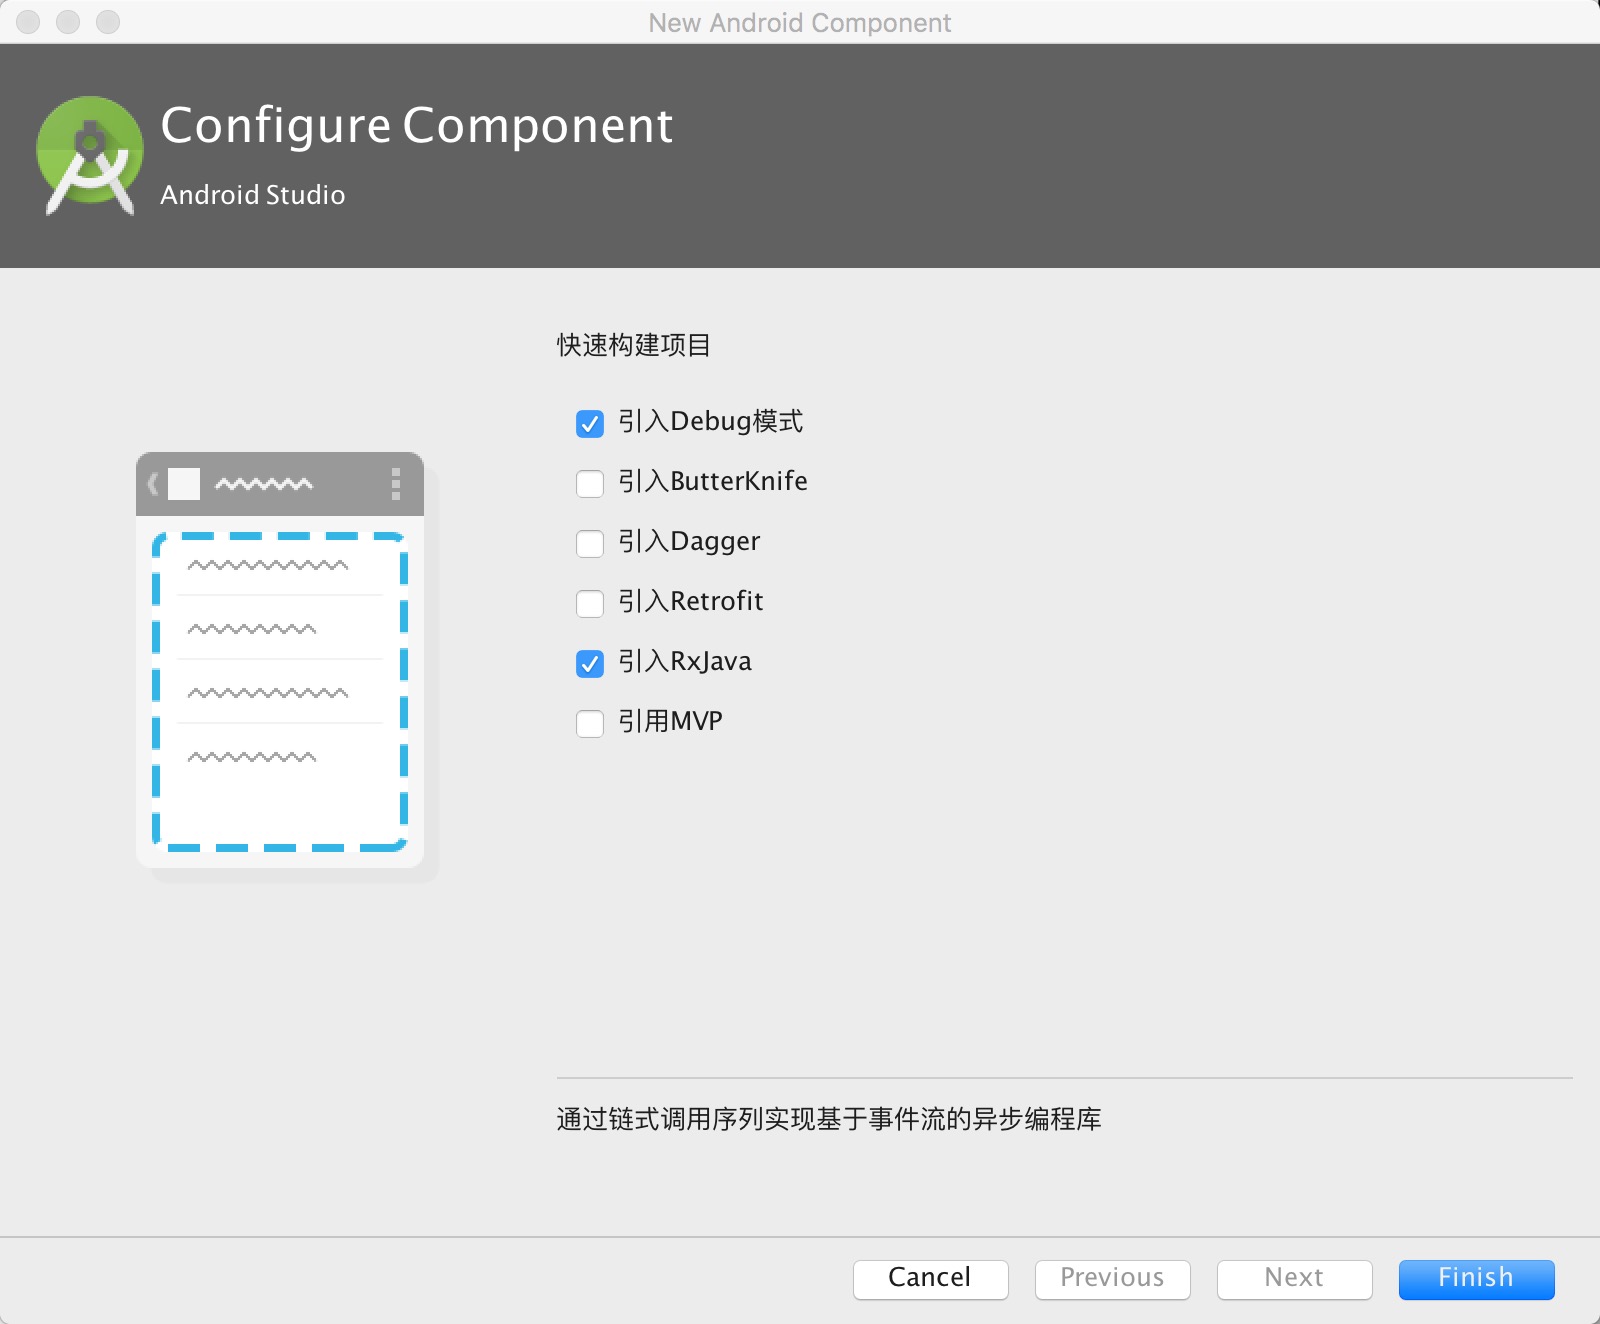 New Android Component
Configure Component
Android Studio
快速构建项目
引入Debug模式
引入ButterKnife
引入Dagger
引入Retrofit
引入RxJava
引用MVP
通过链式调用序列实现基于事件流的异步编程库
Cancel
Previous
Next
Finish